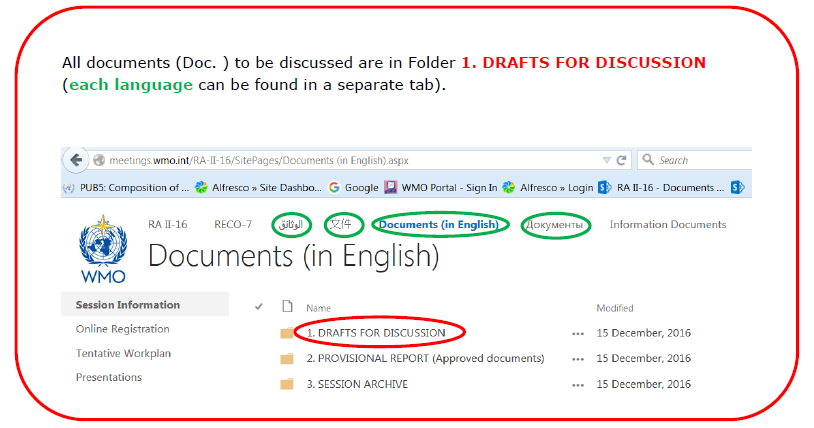 All documents (Doc. ) to be discussed are in Folder 1. DRAFTS FOR DISCUSSION
(each language can be found in a separate tab).
meetings.wmo.int/RA-II-16/SitePages/Documents (in English).aspx
Search
PUB5: Composition of ... Alfresco » Site Dashbo... Google WMO Portal - Sign In Alfresco » Login RA II-16 - Documents ...
RA II-16 RECO-7 الوثائق 文件 Documents (in English) Документы Information Documents
Documents (in English)
WMO
Session Information
Online Registration
Tentative Workplan
Presentations
Name Modified
1. DRAFTS FOR DISCUSSION ... 15 December, 2016
2. PROVISIONAL REPORT (Approved documents) ... 15 December, 2016
3. SESSION ARCHIVE ... 15 December, 2016